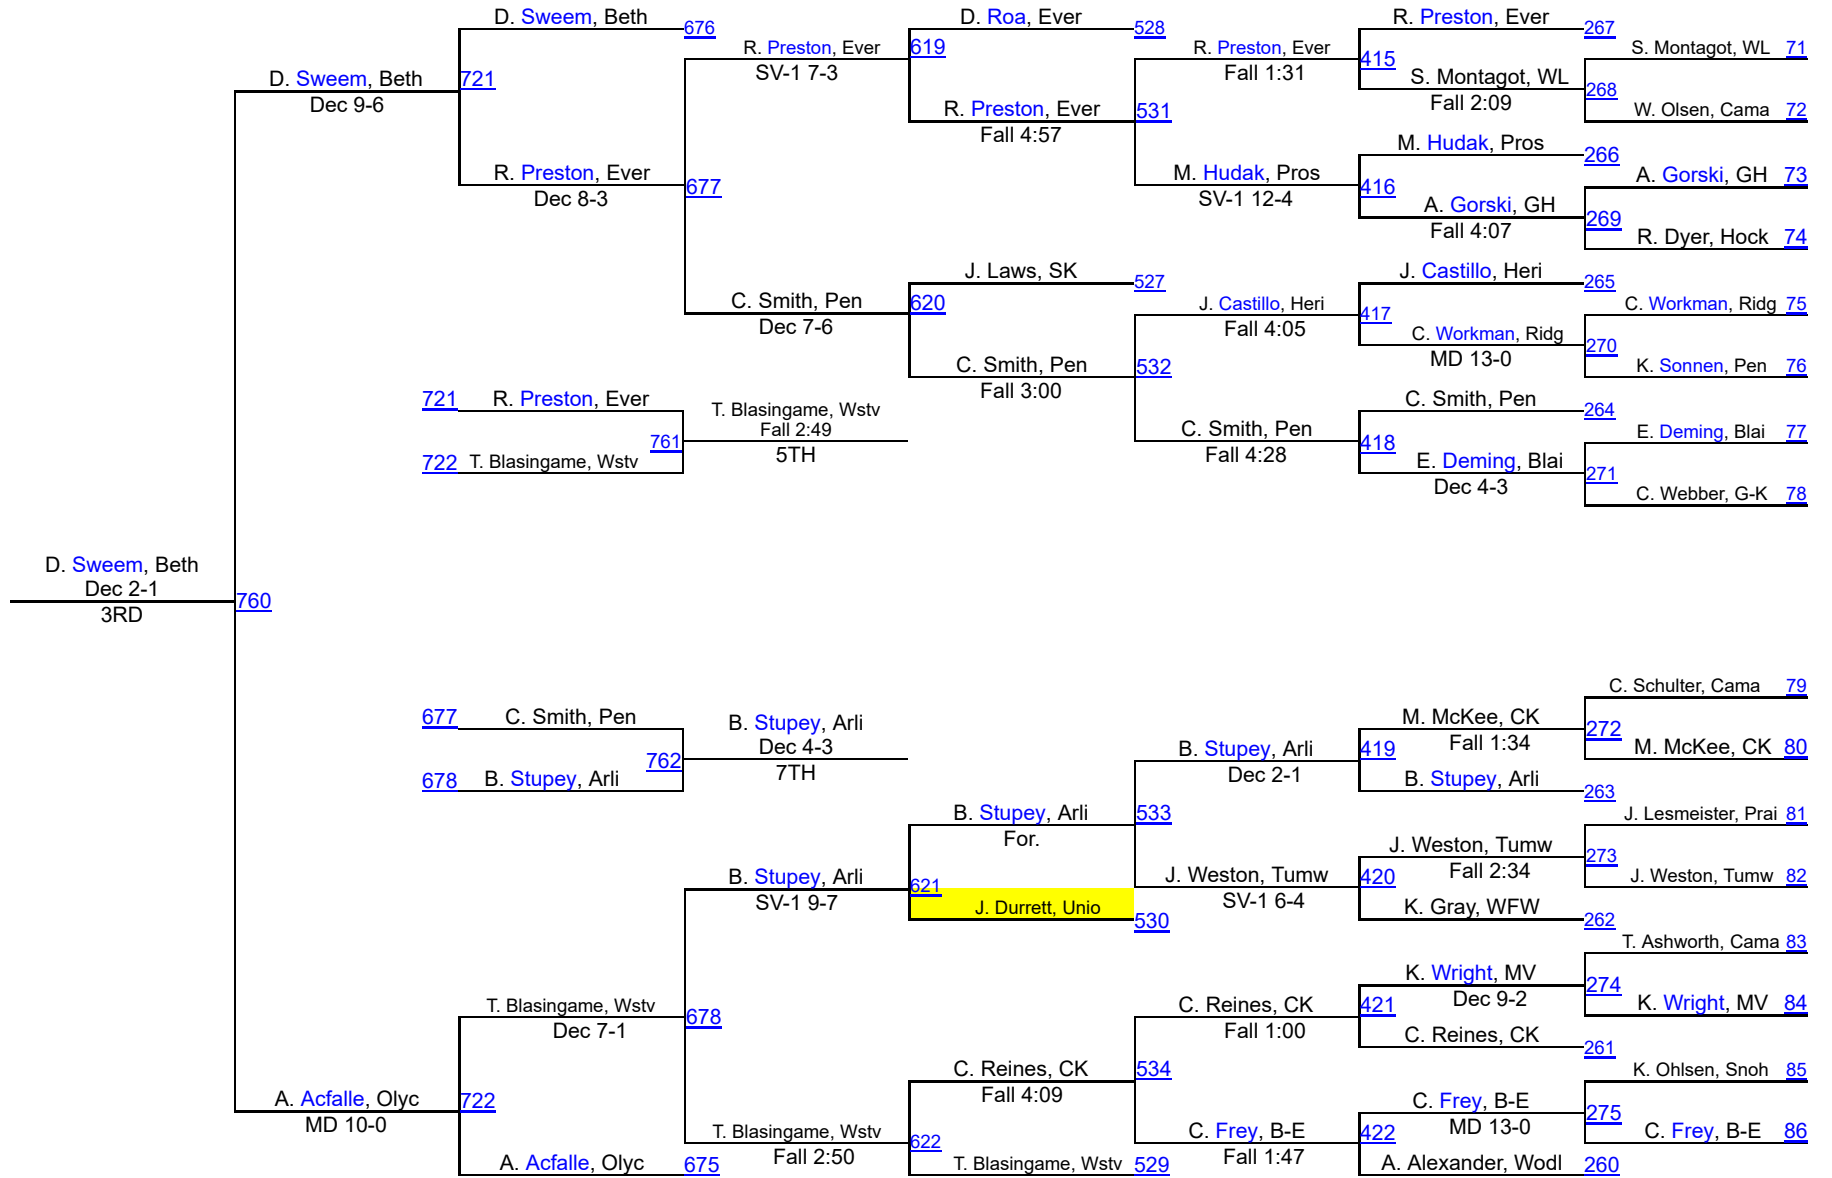 D. Sweem, Beth
676
D. Roa, Ever
528
R. Preston, Ever
267
R. Preston, Ever
619
SV-1 7-3
R. Preston, Ever
415
Fall 1:31
S. Montagot, WL 71
D. Sweem, Beth
721
Dec 9-6
S. Montagot, WL
268
Fall 2:09
R. Preston, Ever
531
Fall 4:57
W. Olsen, Cama 72
M. Hudak, Pros
266
R. Preston, Ever
677
Dec 8-3
M. Hudak, Pros
416
SV-1 12-4
A. Gorski, GH 73
A. Gorski, GH
269
Fall 4:07
R. Dyer, Hock 74
J. Laws, SK
527
J. Castillo, Heri
265
C. Smith, Pen
620
Dec 7-6
J. Castillo, Heri
417
Fall 4:05
C. Workman, Ridg 75
C. Workman, Ridg
270
MD 13-0
C. Smith, Pen
532
Fall 3:00
K. Sonnen, Pen 76
721 R. Preston, Ever
T. Blasingame, Wstv
Fall 2:49
761
5TH
722 T. Blasingame, Wstv
C. Smith, Pen
264
C. Smith, Pen
418
Fall 4:28
E. Deming, Blai 77
E. Deming, Blai
271
Dec 4-3
C. Webber, G-K 78
D. Sweem, Beth
Dec 2-1
760
3RD
C. Schulter, Cama 79
677 C. Smith, Pen
B. Stupey, Arli
Dec 4-3
762
7TH
678 B. Stupey, Arli
M. McKee, CK
272
Fall 1:34
B. Stupey, Arli
419
Dec 2-1
M. McKee, CK 80
B. Stupey, Arli
263
B. Stupey, Arli
533
For.
J. Lesmeister, Prai 81
J. Weston, Tumw
273
Fall 2:34
B. Stupey, Arli
621
SV-1 9-7
J. Weston, Tumw
420
SV-1 6-4
J. Weston, Tumw 82
J. Durrett, Unio
530
K. Gray, WFW
262
T. Ashworth, Cama 83
K. Wright, MV
274
Dec 9-2
T. Blasingame, Wstv
678
Dec 7-1
C. Reines, CK
421
Fall 1:00
K. Wright, MV 84
C. Reines, CK
261
C. Reines, CK
534
Fall 4:09
K. Ohlsen, Snoh 85
A. Acfalle, Olyc
722
MD 10-0
C. Frey, B-E
275
MD 13-0
T. Blasingame, Wstv
622
Fall 2:50
C. Frey, B-E
422
Fall 1:47
C. Frey, B-E 86
A. Acfalle, Olyc
675
T. Blasingame, Wstv
529
A. Alexander, Wodl
260